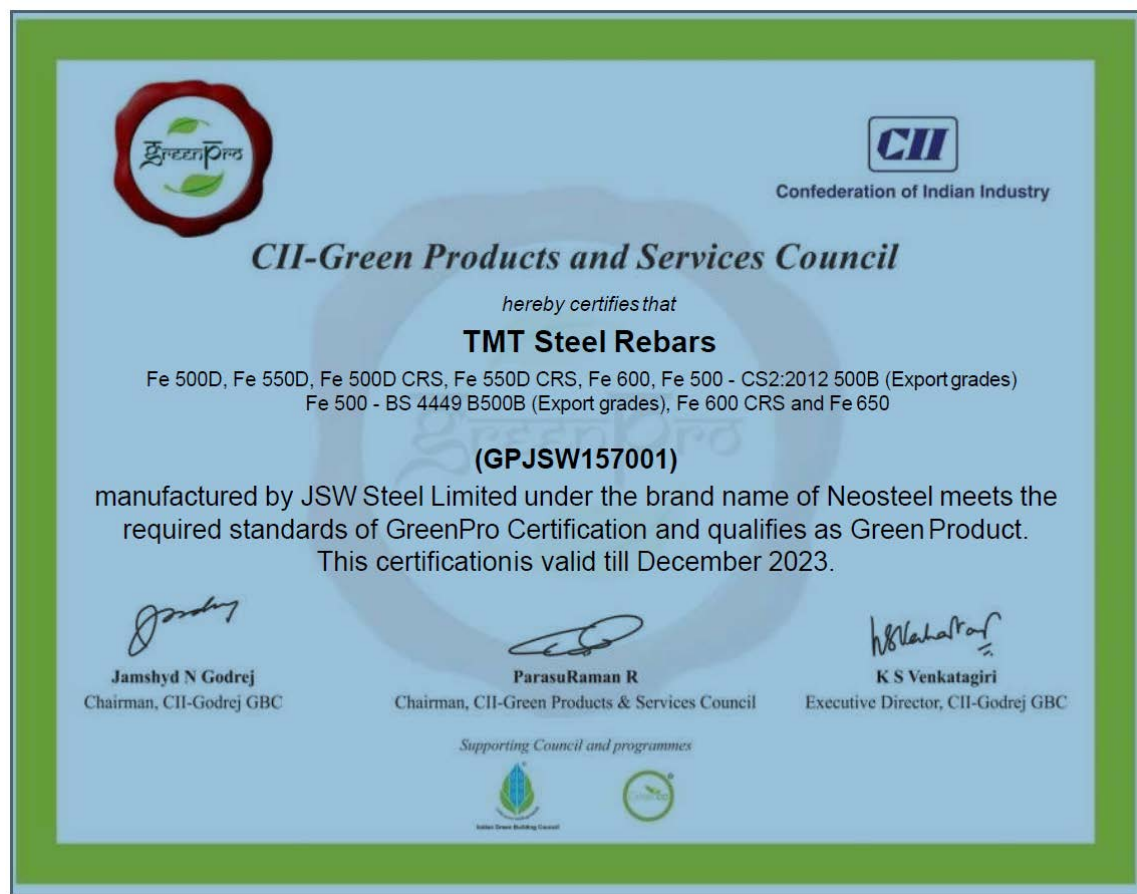 GreenPro
CII
Confederation of Indian Industry
CII-Green Products and Services Council
hereby certifies that
TMT Steel Rebars
Fe 500D, Fe 550D, Fe 500D CRS, Fe 550D CRS, Fe 600, Fe 500 - CS2:2012 500B (Export grades)
Fe 500 - BS 4449 B500B (Export grades), Fe 600 CRS and Fe 650
GreenPro
(GPJSW157001)
manufactured by JSW Steel Limited under the brand name of Neosteel meets the
required standards of GreenPro Certification and qualifies as Green Product.
This certificationis valid till December 2023.
Jamshyd N Godrej
Chairman, CII-Godrej GBC
ParasuRaman R
Chairman, CII-Green Products & Services Council
K S Venkatagiri
Executive Director, CII-Godrej GBC
Supporting Council and programmes
Indian Green Building Council